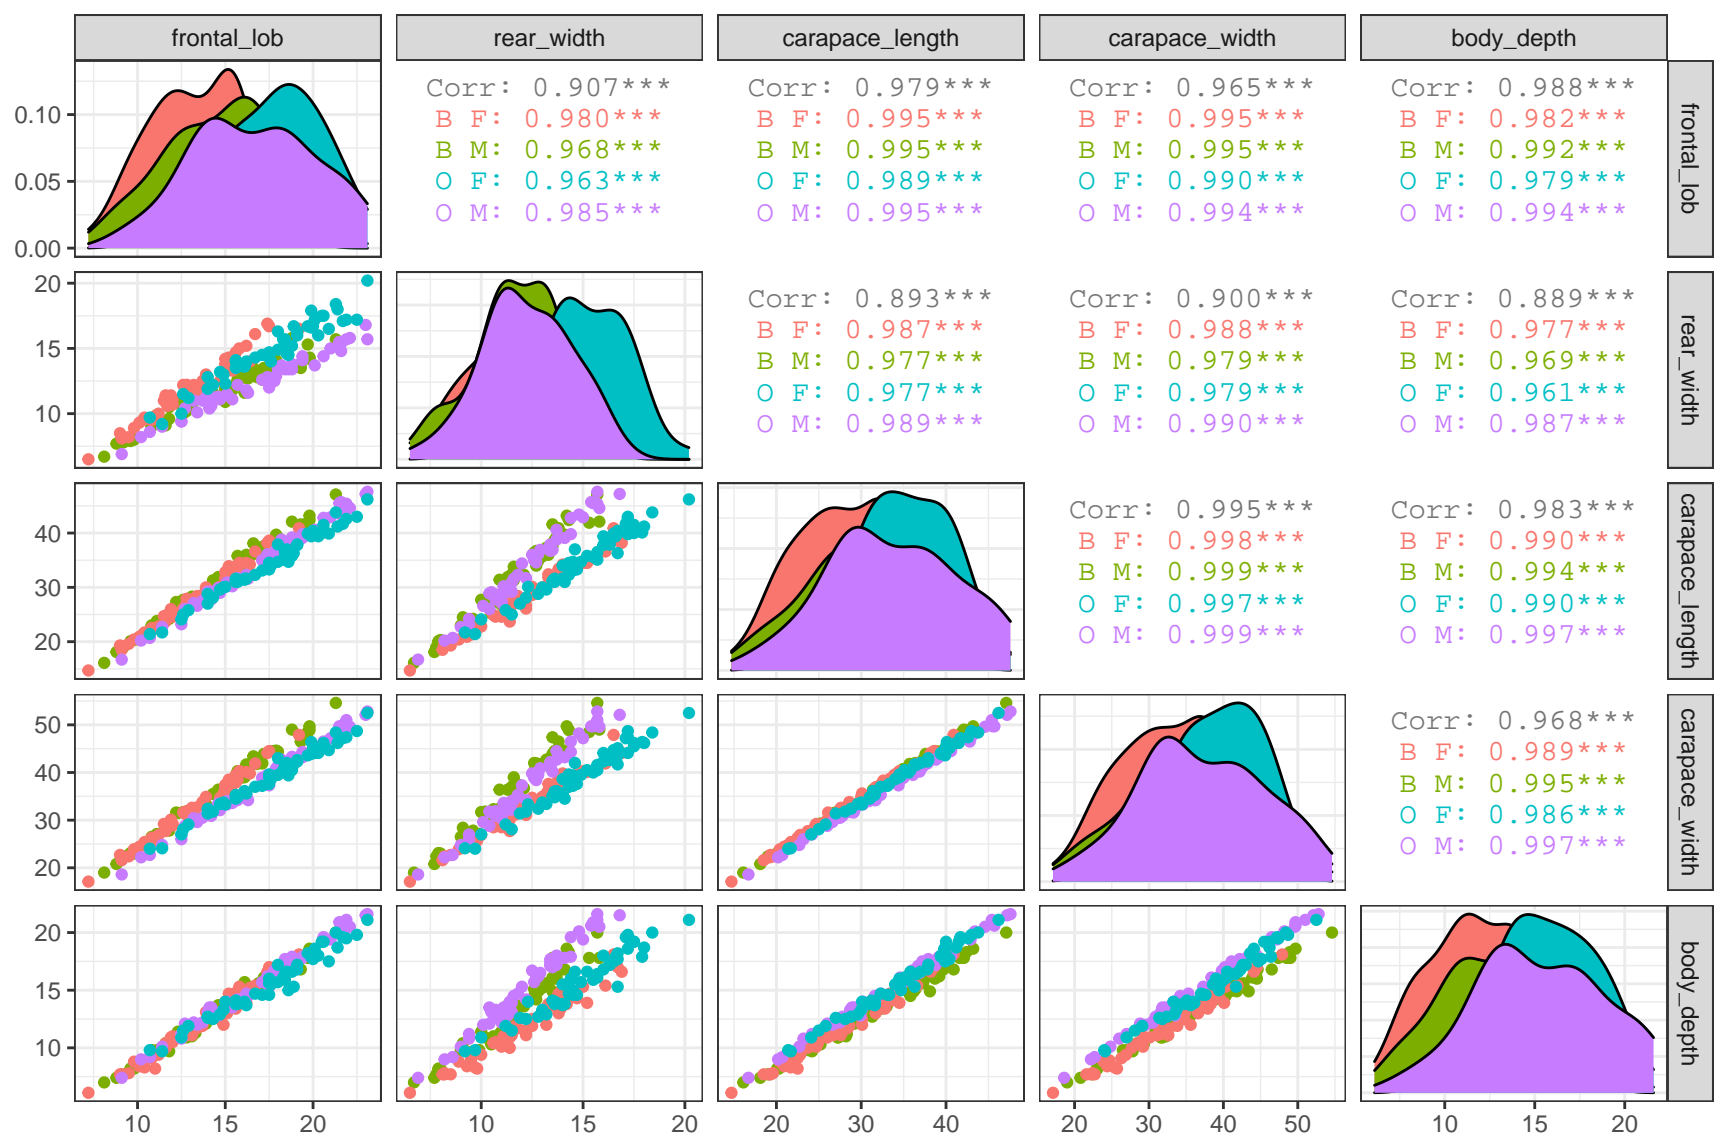 frontal_lob
rear_width
carapace_length
carapace_width
body_depth
0.10
0.05
0.00
Corr: 0.907***
B F: 0.980***
B M: 0.968***
O F: 0.963***
O M: 0.985***
Corr: 0.979***
B F: 0.995***
B M: 0.995***
O F: 0.989***
O M: 0.995***
Corr: 0.965***
B F: 0.995***
B M: 0.995***
O F: 0.990***
O M: 0.994***
Corr: 0.988***
B F: 0.982***
B M: 0.992***
O F: 0.979***
O M: 0.994***
frontal_lob
20
15
10
Corr: 0.893***
B F: 0.987***
B M: 0.977***
O F: 0.977***
O M: 0.989***
Corr: 0.900***
B F: 0.988***
B M: 0.979***
O F: 0.979***
O M: 0.990***
Corr: 0.889***
B F: 0.977***
B M: 0.969***
O F: 0.961***
O M: 0.987***
rear_width
40
30
20
Corr: 0.995***
B F: 0.998***
B M: 0.999***
O F: 0.997***
O M: 0.999***
Corr: 0.983***
B F: 0.990***
B M: 0.994***
O F: 0.990***
O M: 0.997***
carapace_length
50
40
30
20
Corr: 0.968***
B F: 0.989***
B M: 0.995***
O F: 0.986***
O M: 0.997***
carapace_width
20
15
10
body_depth
10 15 20
10 15 20
20 30 40
20 30 40 50
10 15 20